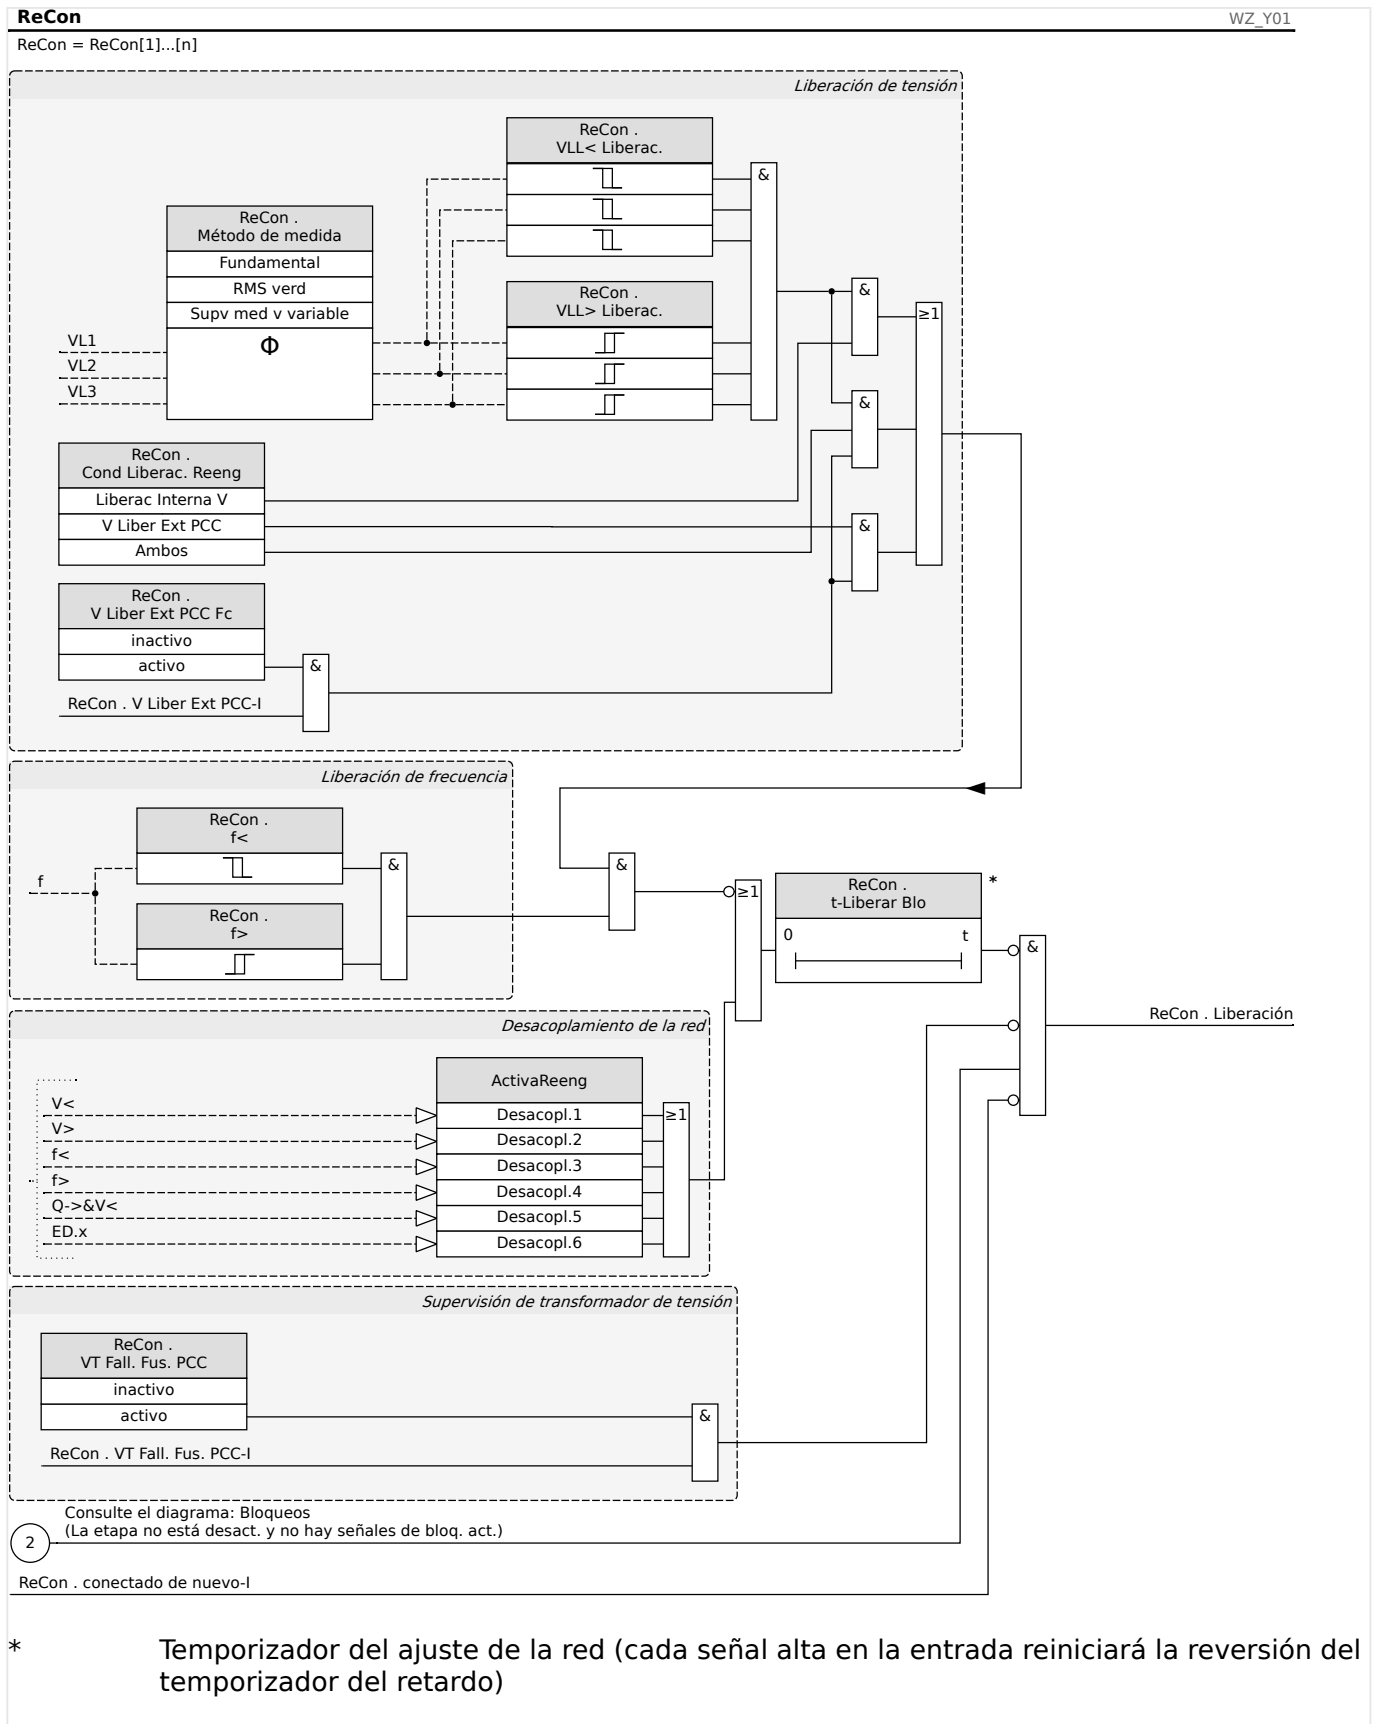 ReCon
WZ_Y01
ReCon = ReCon[1]...[n]
Liberación de tensión
ReCon .
VLL< Liberac.
&
ReCon .
Método de medida
Fundamental
RMS verd
Supv med v variable
Φ
VL1
VL2
VL3
ReCon .
VLL> Liberac.
&
≥1
&
ReCon .
Cond Liberac. Reeng
Liberac Interna V
V Liber Ext PCC
Ambos
&
ReCon .
V Liber Ext PCC Fc
inactivo
activo
&
ReCon . V Liber Ext PCC-I
Liberación de frecuencia
ReCon .
f<
f
ReCon .
f>
&
&
≥1
ReCon .
t-Liberar Blo
*
0
t
&
ReCon . Liberación
Desacoplamiento de la red
ActivaReeng
V<
Desacopl.1
≥1
V>
Desacopl.2
f<
Desacopl.3
f>
Desacopl.4
Q->&V<
Desacopl.5
ED.x
Desacopl.6
Supervisión de transformador de tensión
ReCon .
VT Fall. Fus. PCC
inactivo
activo
&
ReCon . VT Fall. Fus. PCC-I
Consulte el diagrama: Bloqueos
(La etapa no está desact. y no hay señales de bloq. act.)
2
ReCon . conectado de nuevo-I
* Temporizador del ajuste de la red (cada señal alta en la entrada reiniciará la reversión del
temporizador del retardo)